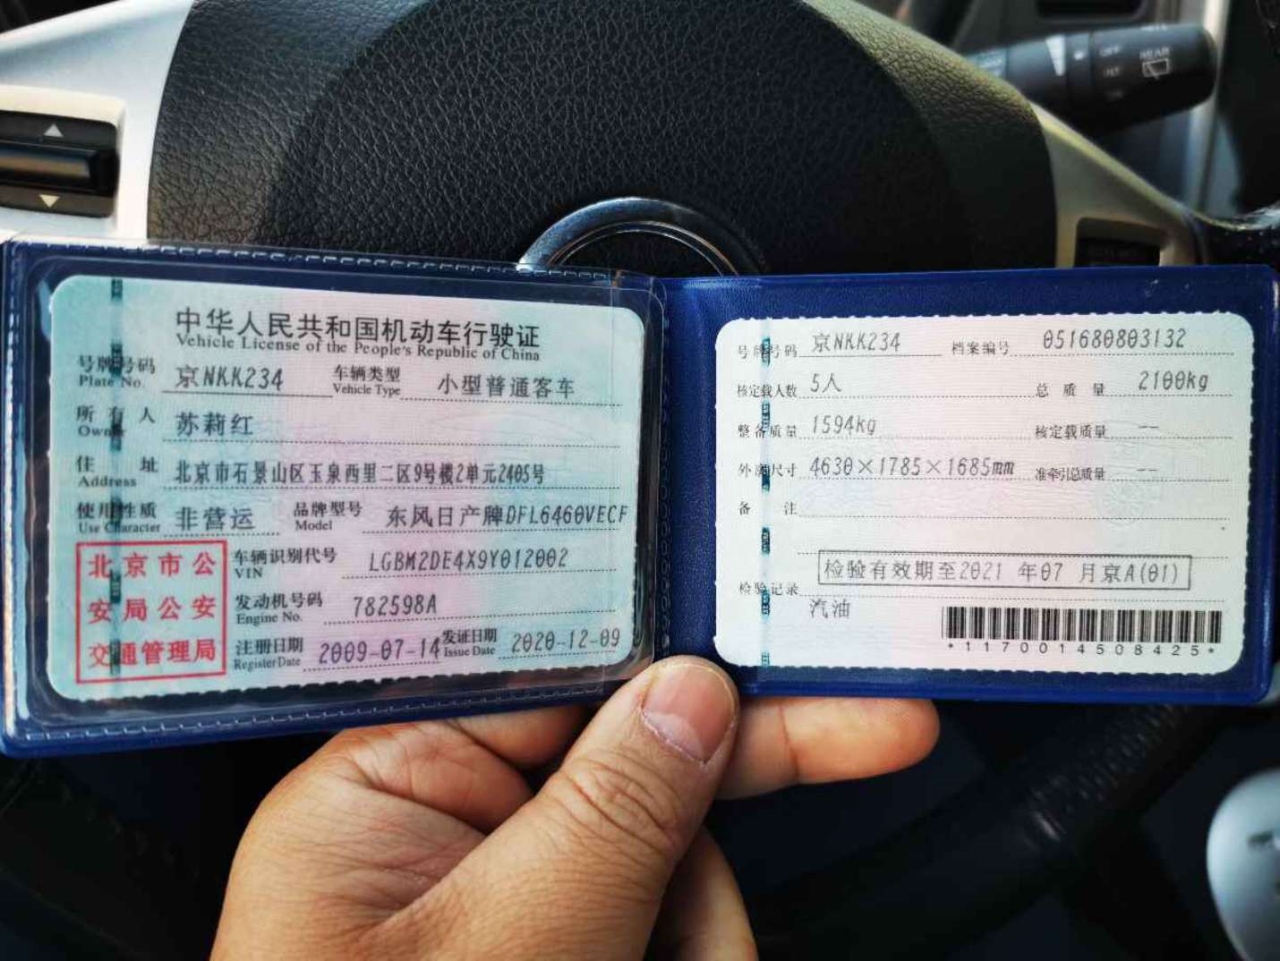 中华人民共和国机动车行驶证
Vehicle License of the People's Republic of China
号牌号码 京NKK234 车辆类型 小型普通客车
Plate No. Vehicle Type
所有人 苏莉红
Owner
住址 北京市石景山区玉泉西里二区9号楼2单元2405号
Address
使用性质 非营运 品牌型号 东风日产牌DFL6460VECF
Use Character Model
北京市公
安局公安
交通管理局
车辆识别代号 LGBM2DE4X9Y012002
VIN
发动机号码 782598A
Engine No.
注册日期 2009-07-14 发证日期 2020-12-09
Register Date Issue Date
号牌号码 京NKK234 档案编号 051680803132
核定载人数 5人 总质量 2100kg
整备质量 1594kg 核定载质量 --
外廓尺寸 4630×1785×1685mm 准牵引总质量 --
备注
检验有效期至2021 年07 月京A(01)
检验记录
汽油
*1170014508425*
OFF
INT
REAR